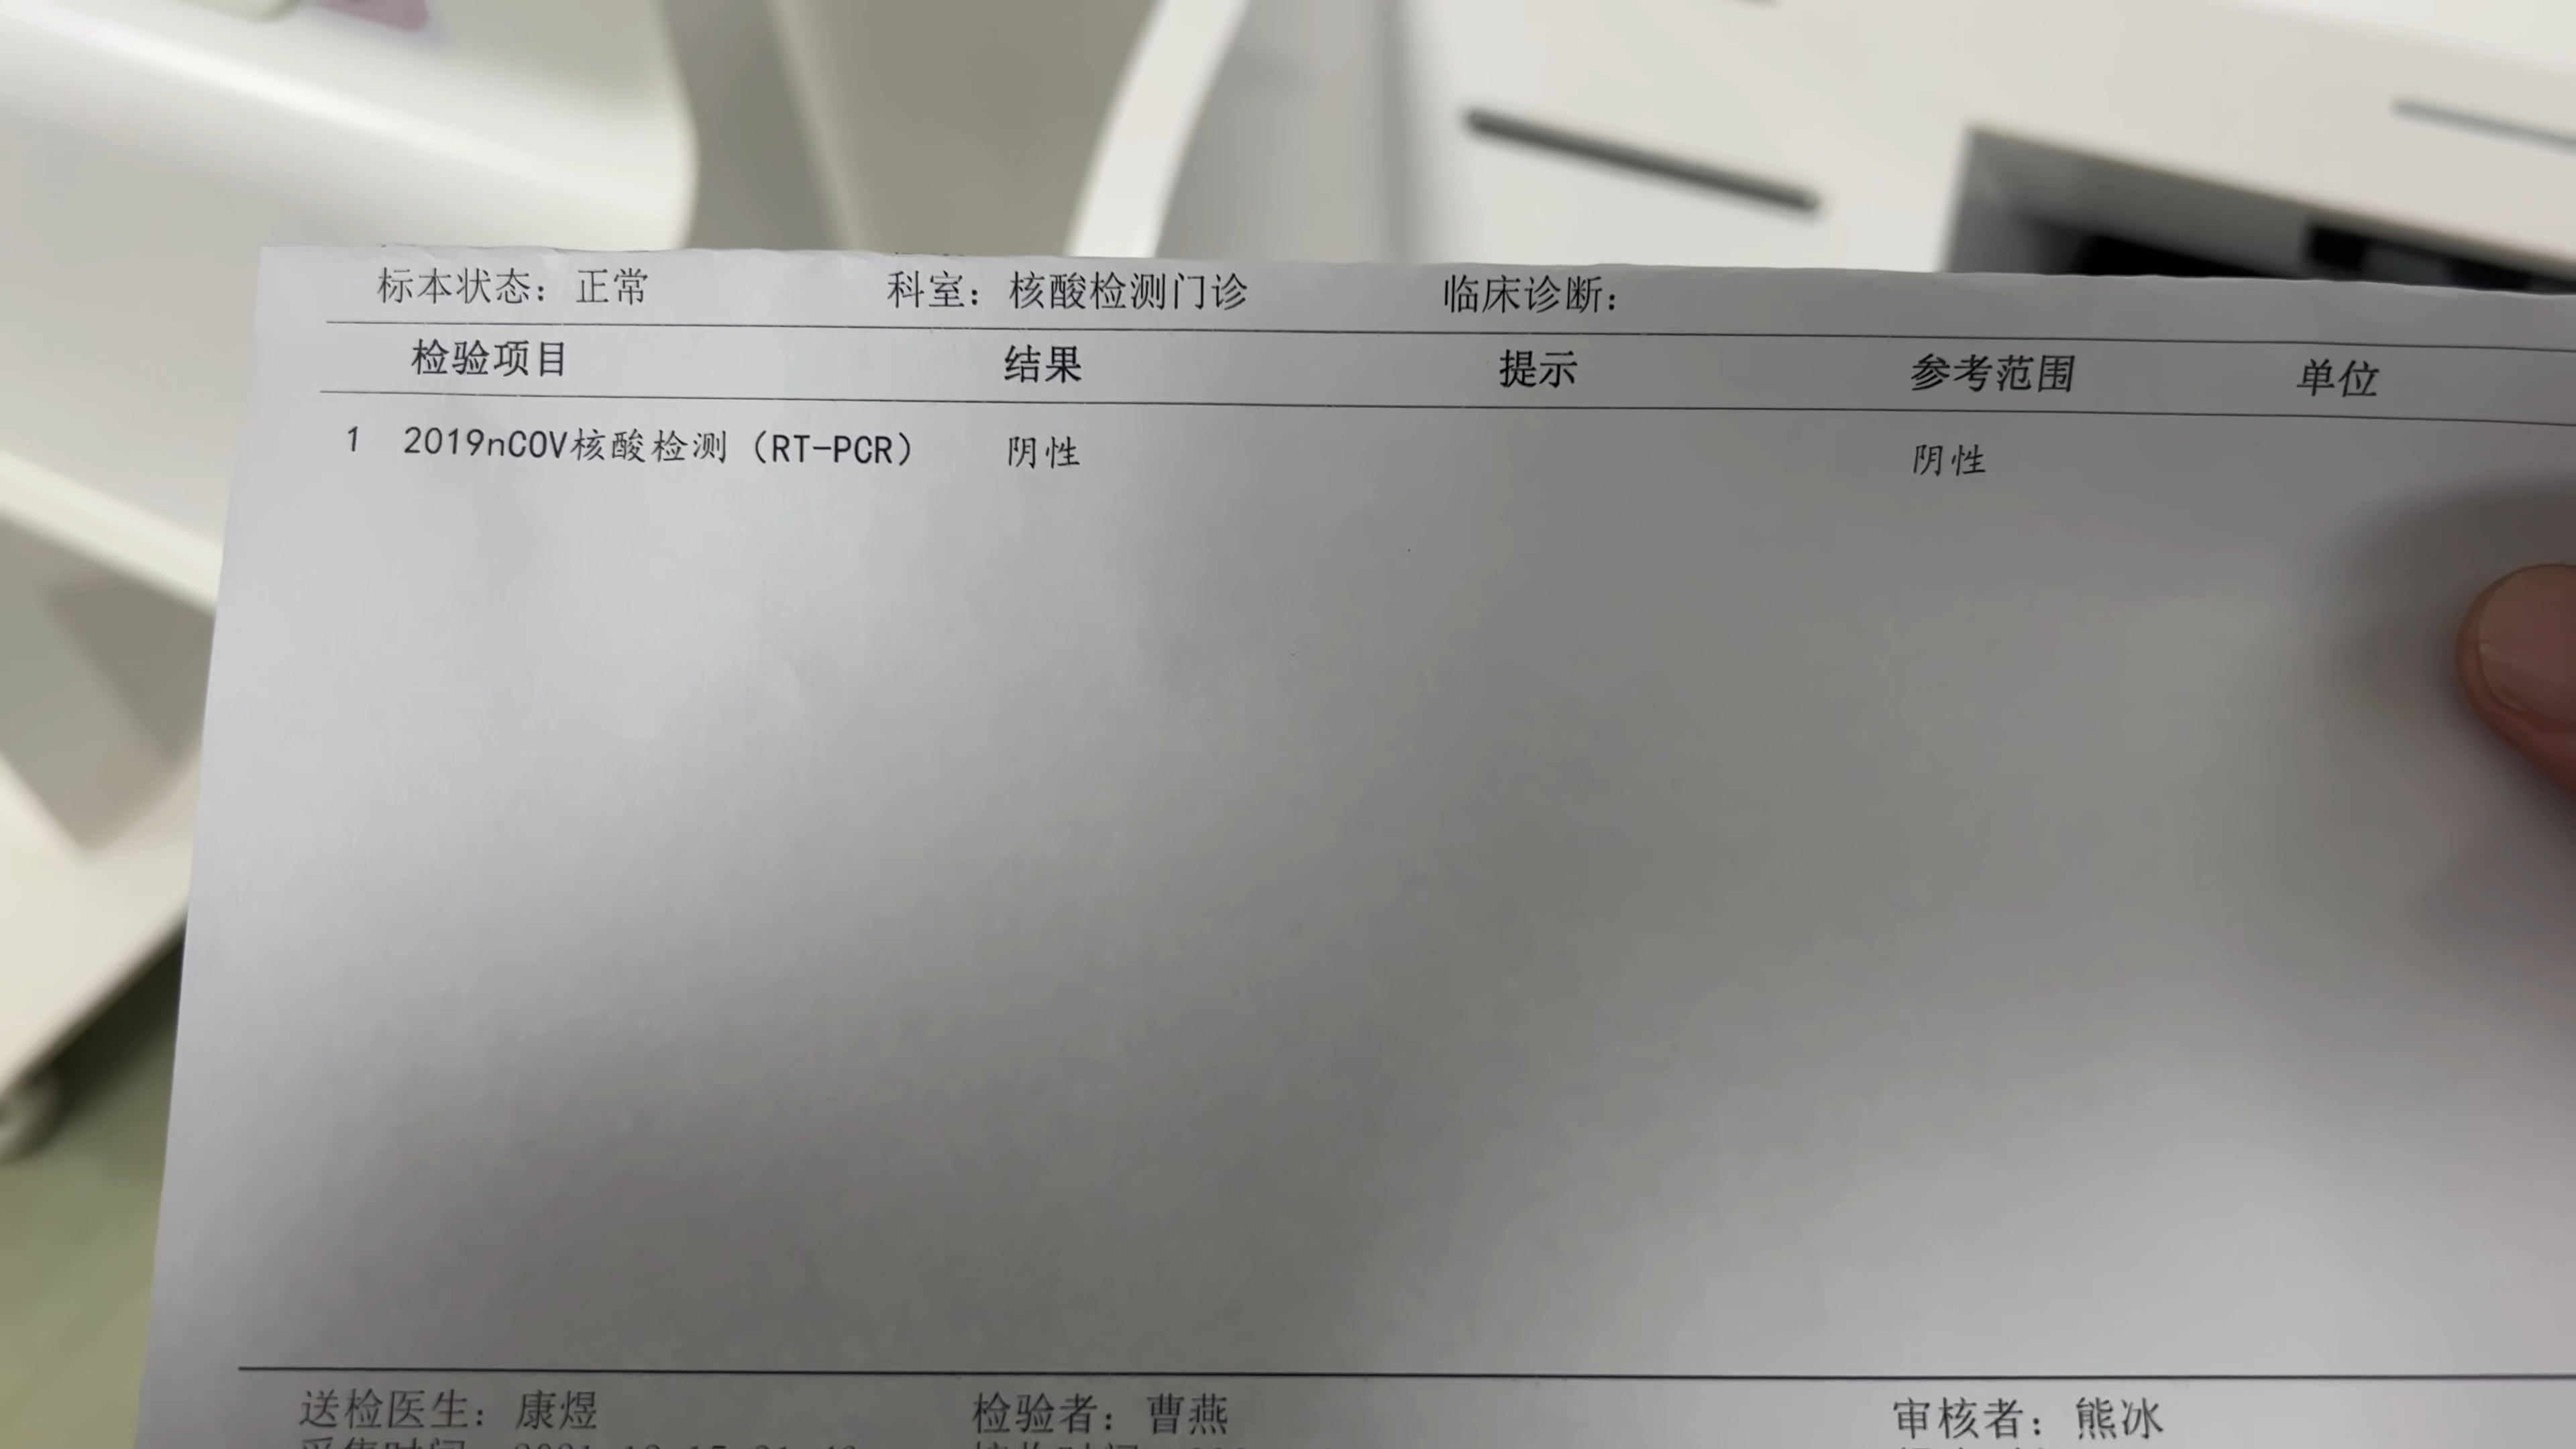 标本状态：正常 科室：核酸检测门诊 临床诊断：
检验项目 结果 提示 参考范围 单位
1 2019nCOV核酸检测（RT-PCR） 阴性 阴性
送检医生：康煜 检验者：曹燕 审核者：熊冰